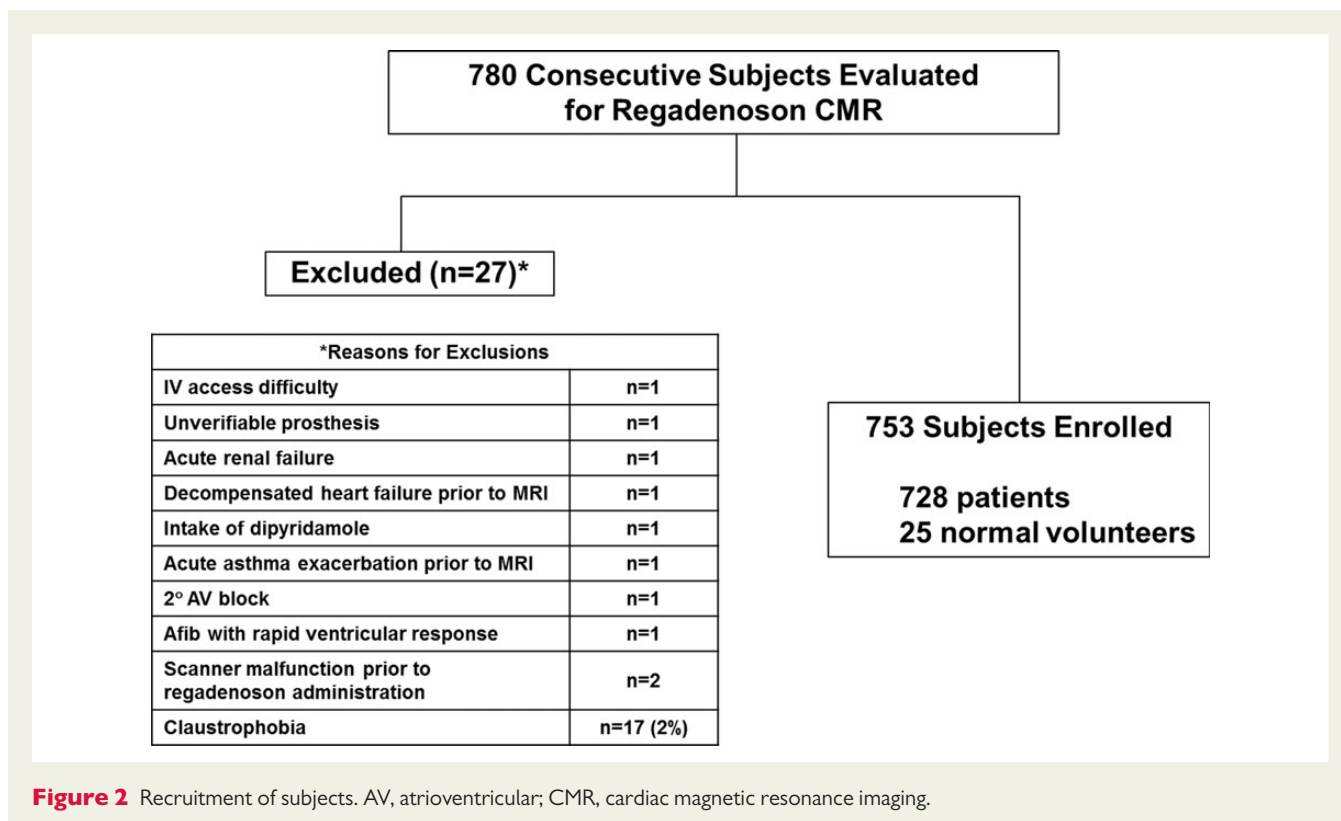 780 Consecutive Subjects Evaluated
for Regadenoson CMR
Excluded (n=27)*
*Reasons for Exclusions
IV access difficulty n=1
Unverifiable prosthesis n=1
Acute renal failure n=1
Decompensated heart failure prior to MRI n=1
Intake of dipyridamole n=1
Acute asthma exacerbation prior to MRI n=1
2° AV block n=1
Afib with rapid ventricular response n=1
Scanner malfunction prior to
regadenoson administration n=2
Claustrophobia n=17 (2%)
753 Subjects Enrolled
728 patients
25 normal volunteers
Figure 2 Recruitment of subjects. AV, atrioventricular; CMR, cardiac magnetic resonance imaging.